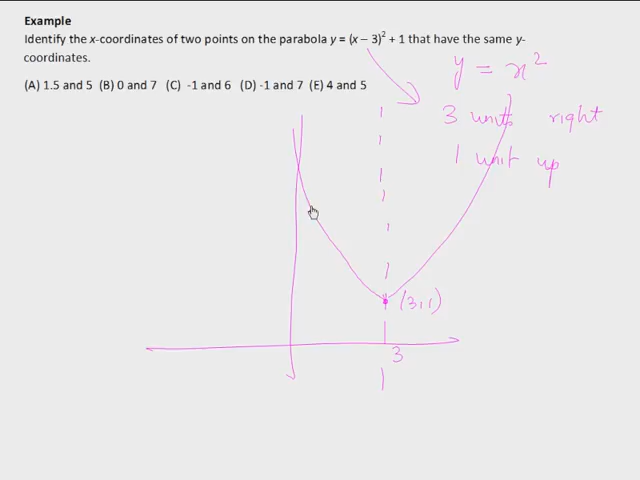 Example
Identify the x-coordinates of two points on the parabola y = (x – 3)² + 1 that have the same y-
coordinates.
(A) 1.5 and 5 (B) 0 and 7 (C) -1 and 6 (D) -1 and 7 (E) 4 and 5
y = x²
3 units right
1 unit up
(3,1)
3